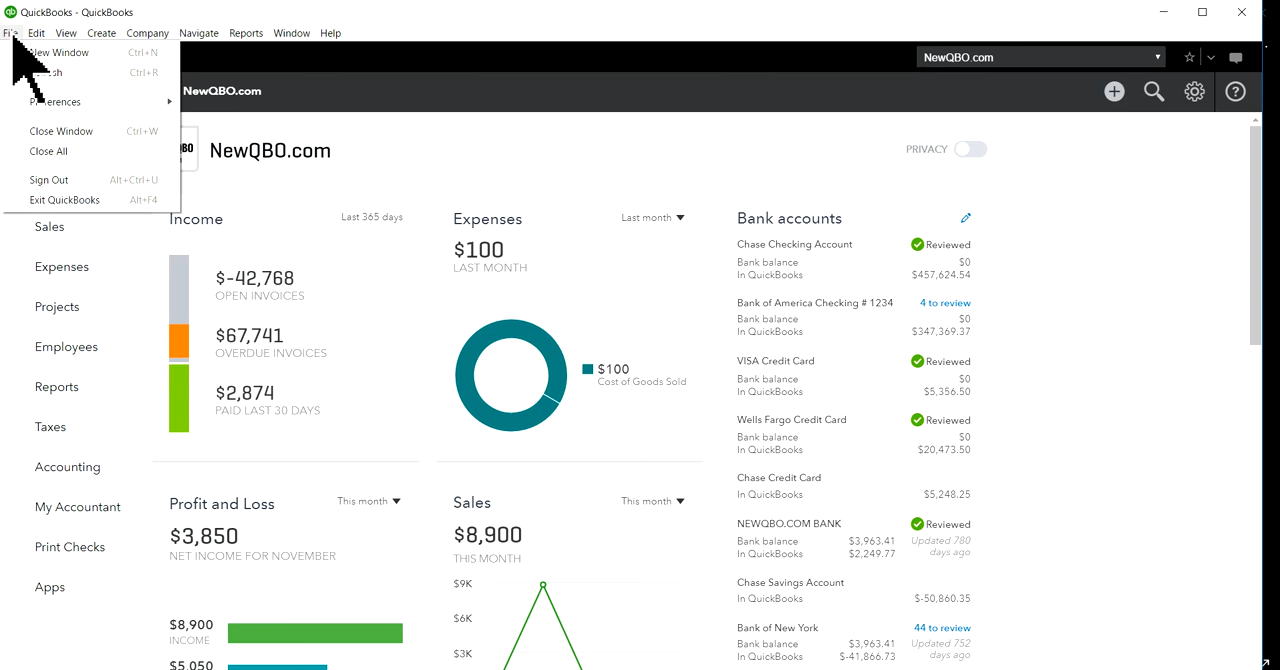 QuickBooks - QuickBooks
File Edit View Create Company Navigate Reports Window Help
New Window Ctrl+N
Ctrl+R
Close Window Ctrl+W
Close All
Sign Out Alt+Ctrl+U
Exit QuickBooks Alt+F4
NewQBO.com
NewQBO.com
NewQBO.com
PRIVACY
Sales
Expenses
Projects
Employees
Reports
Taxes
Accounting
My Accountant
Print Checks
Apps
Income Last 365 days
$-42,768
OPEN INVOICES
$67,741
OVERDUE INVOICES
$2,874
PAID LAST 30 DAYS
Expenses Last month
$100
LAST MONTH
$100
Cost of Goods Sold
Profit and Loss This month
$3,850
NET INCOME FOR NOVEMBER
$8,900
INCOME
$5,050
Sales This month
$8,900
THIS MONTH
$9K
$6K
$3K
Bank accounts
Chase Checking Account Reviewed
Bank balance $0
In QuickBooks $457,624.54
Bank of America Checking # 1234 4 to review
Bank balance $0
In QuickBooks $347,369.37
VISA Credit Card Reviewed
Bank balance $0
In QuickBooks $5,356.50
Wells Fargo Credit Card Reviewed
Bank balance $0
In QuickBooks $20,473.50
Chase Credit Card
In QuickBooks $5,248.25
NEWQBO.COM BANK Reviewed
Bank balance $3,963.41 Updated 780
In QuickBooks $2,249.77 days ago
Chase Savings Account
In QuickBooks $-50,860.35
Bank of New York 44 to review
Bank balance $3,963.41 Updated 752
In QuickBooks $-41,866.73 days ago